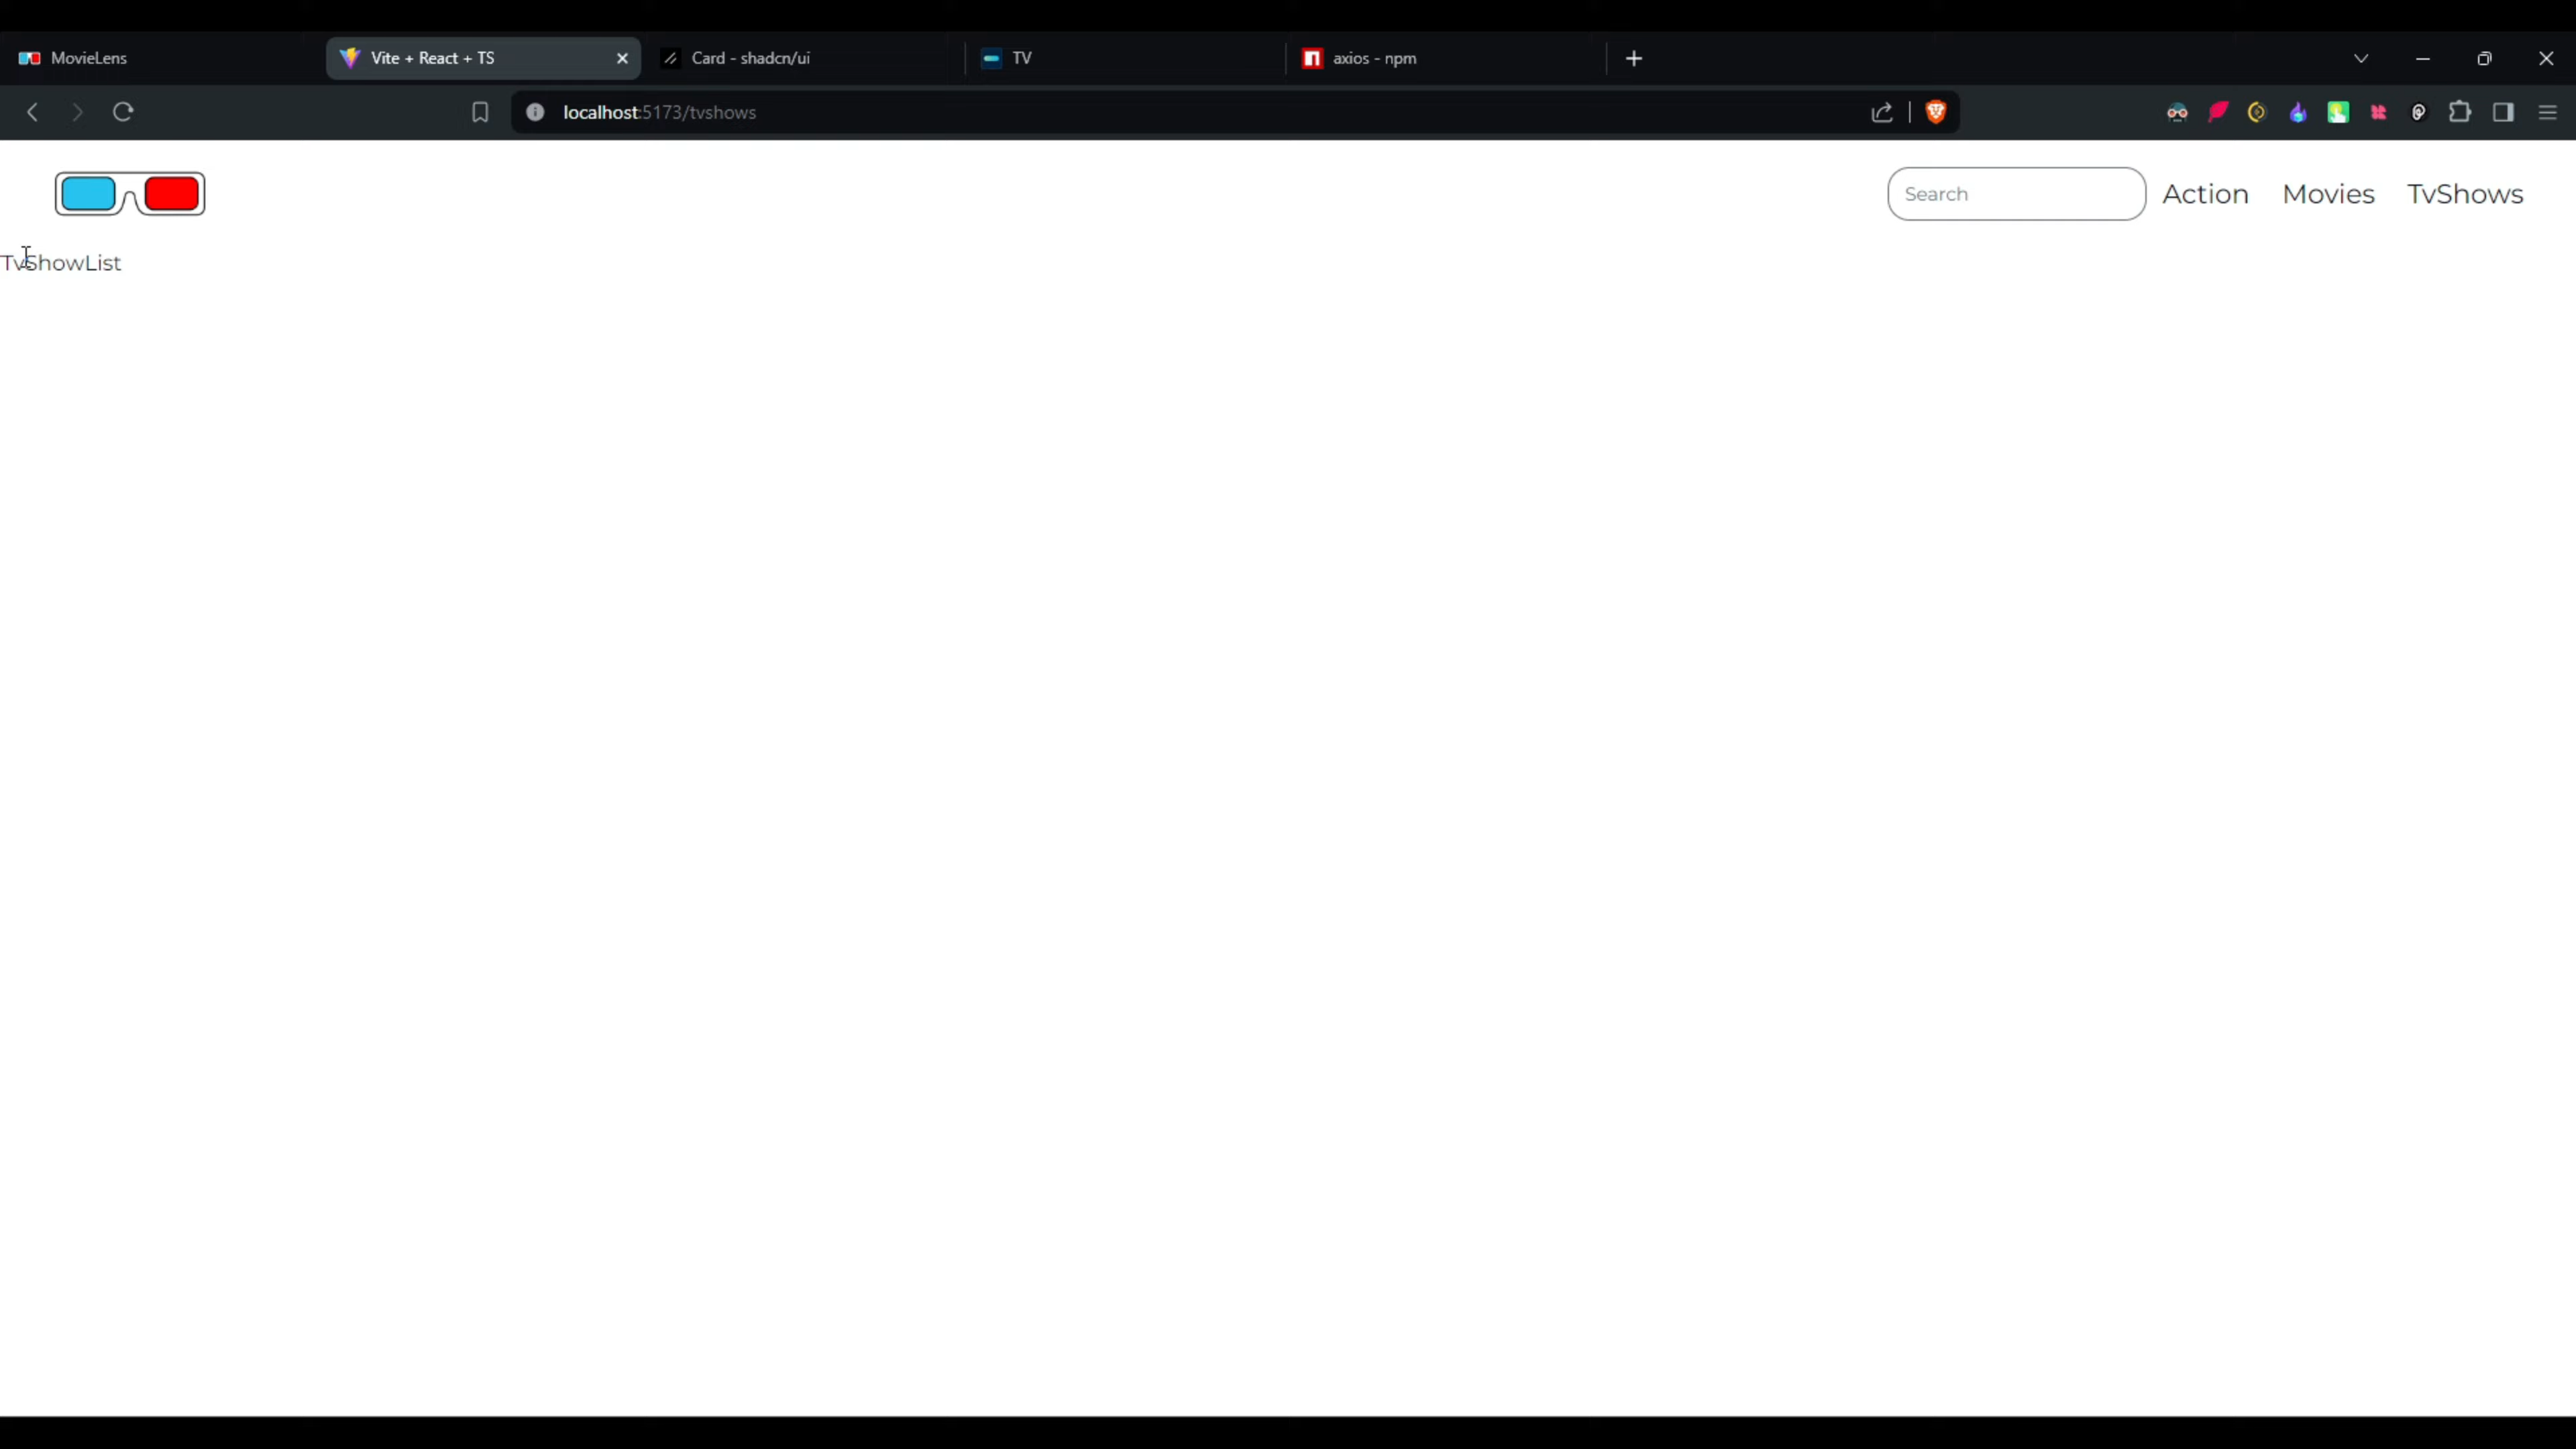 MovieLens
Vite + React + TS
Card - shadcn/ui
TV
axios - npm
localhost:5173/tvshows
Search
Action
Movies
TvShows
TvShowList